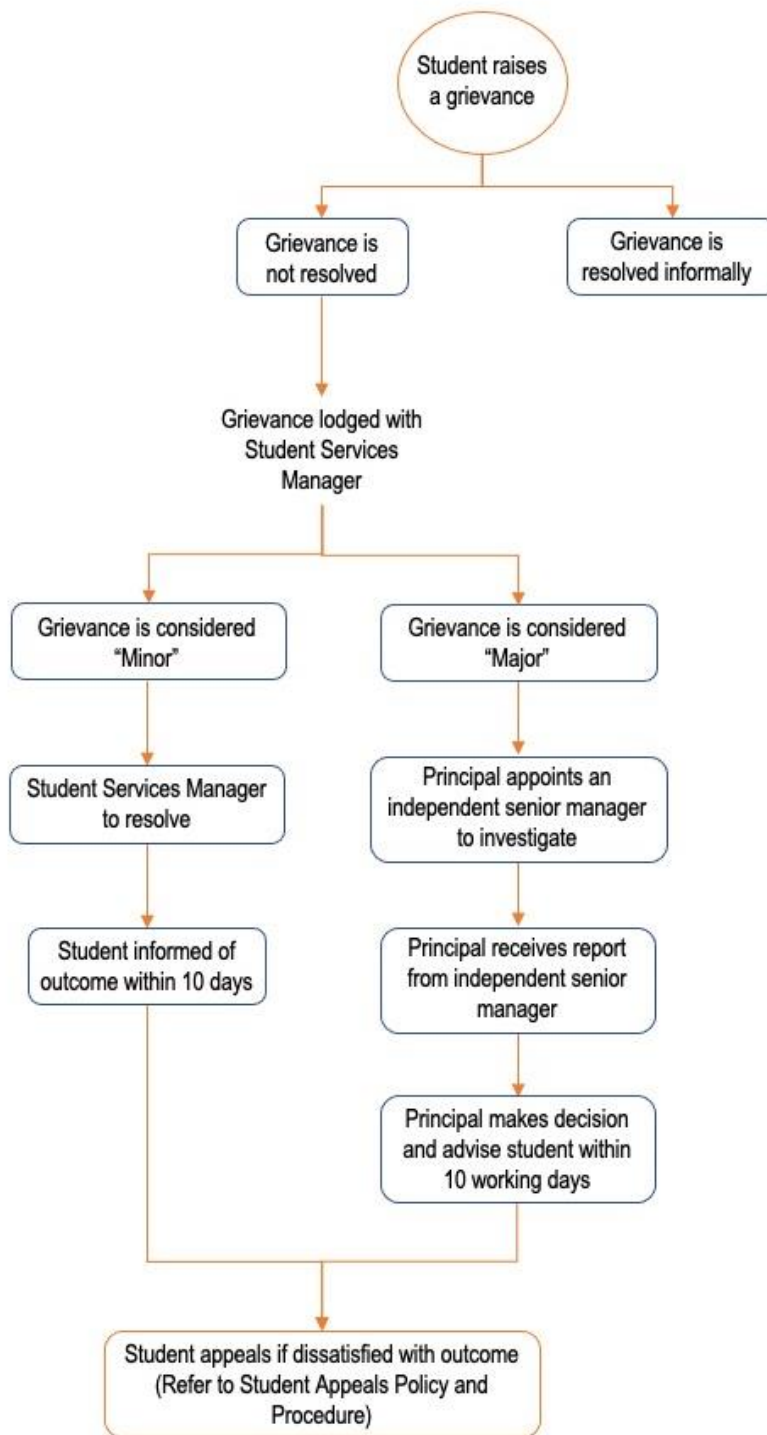 Student raises
a grievance
Grievance is
not resolved
Grievance is
resolved informally
Grievance lodged with
Student Services
Manager
Grievance is considered
“Minor”
Grievance is considered
“Major”
Student Services Manager
to resolve
Principal appoints an
independent senior manager
to investigate
Student informed of
outcome within 10 days
Principal receives report
from independent senior
manager
Principal makes decision
and advise student within
10 working days
Student appeals if dissatisfied with outcome
(Refer to Student Appeals Policy and
Procedure)